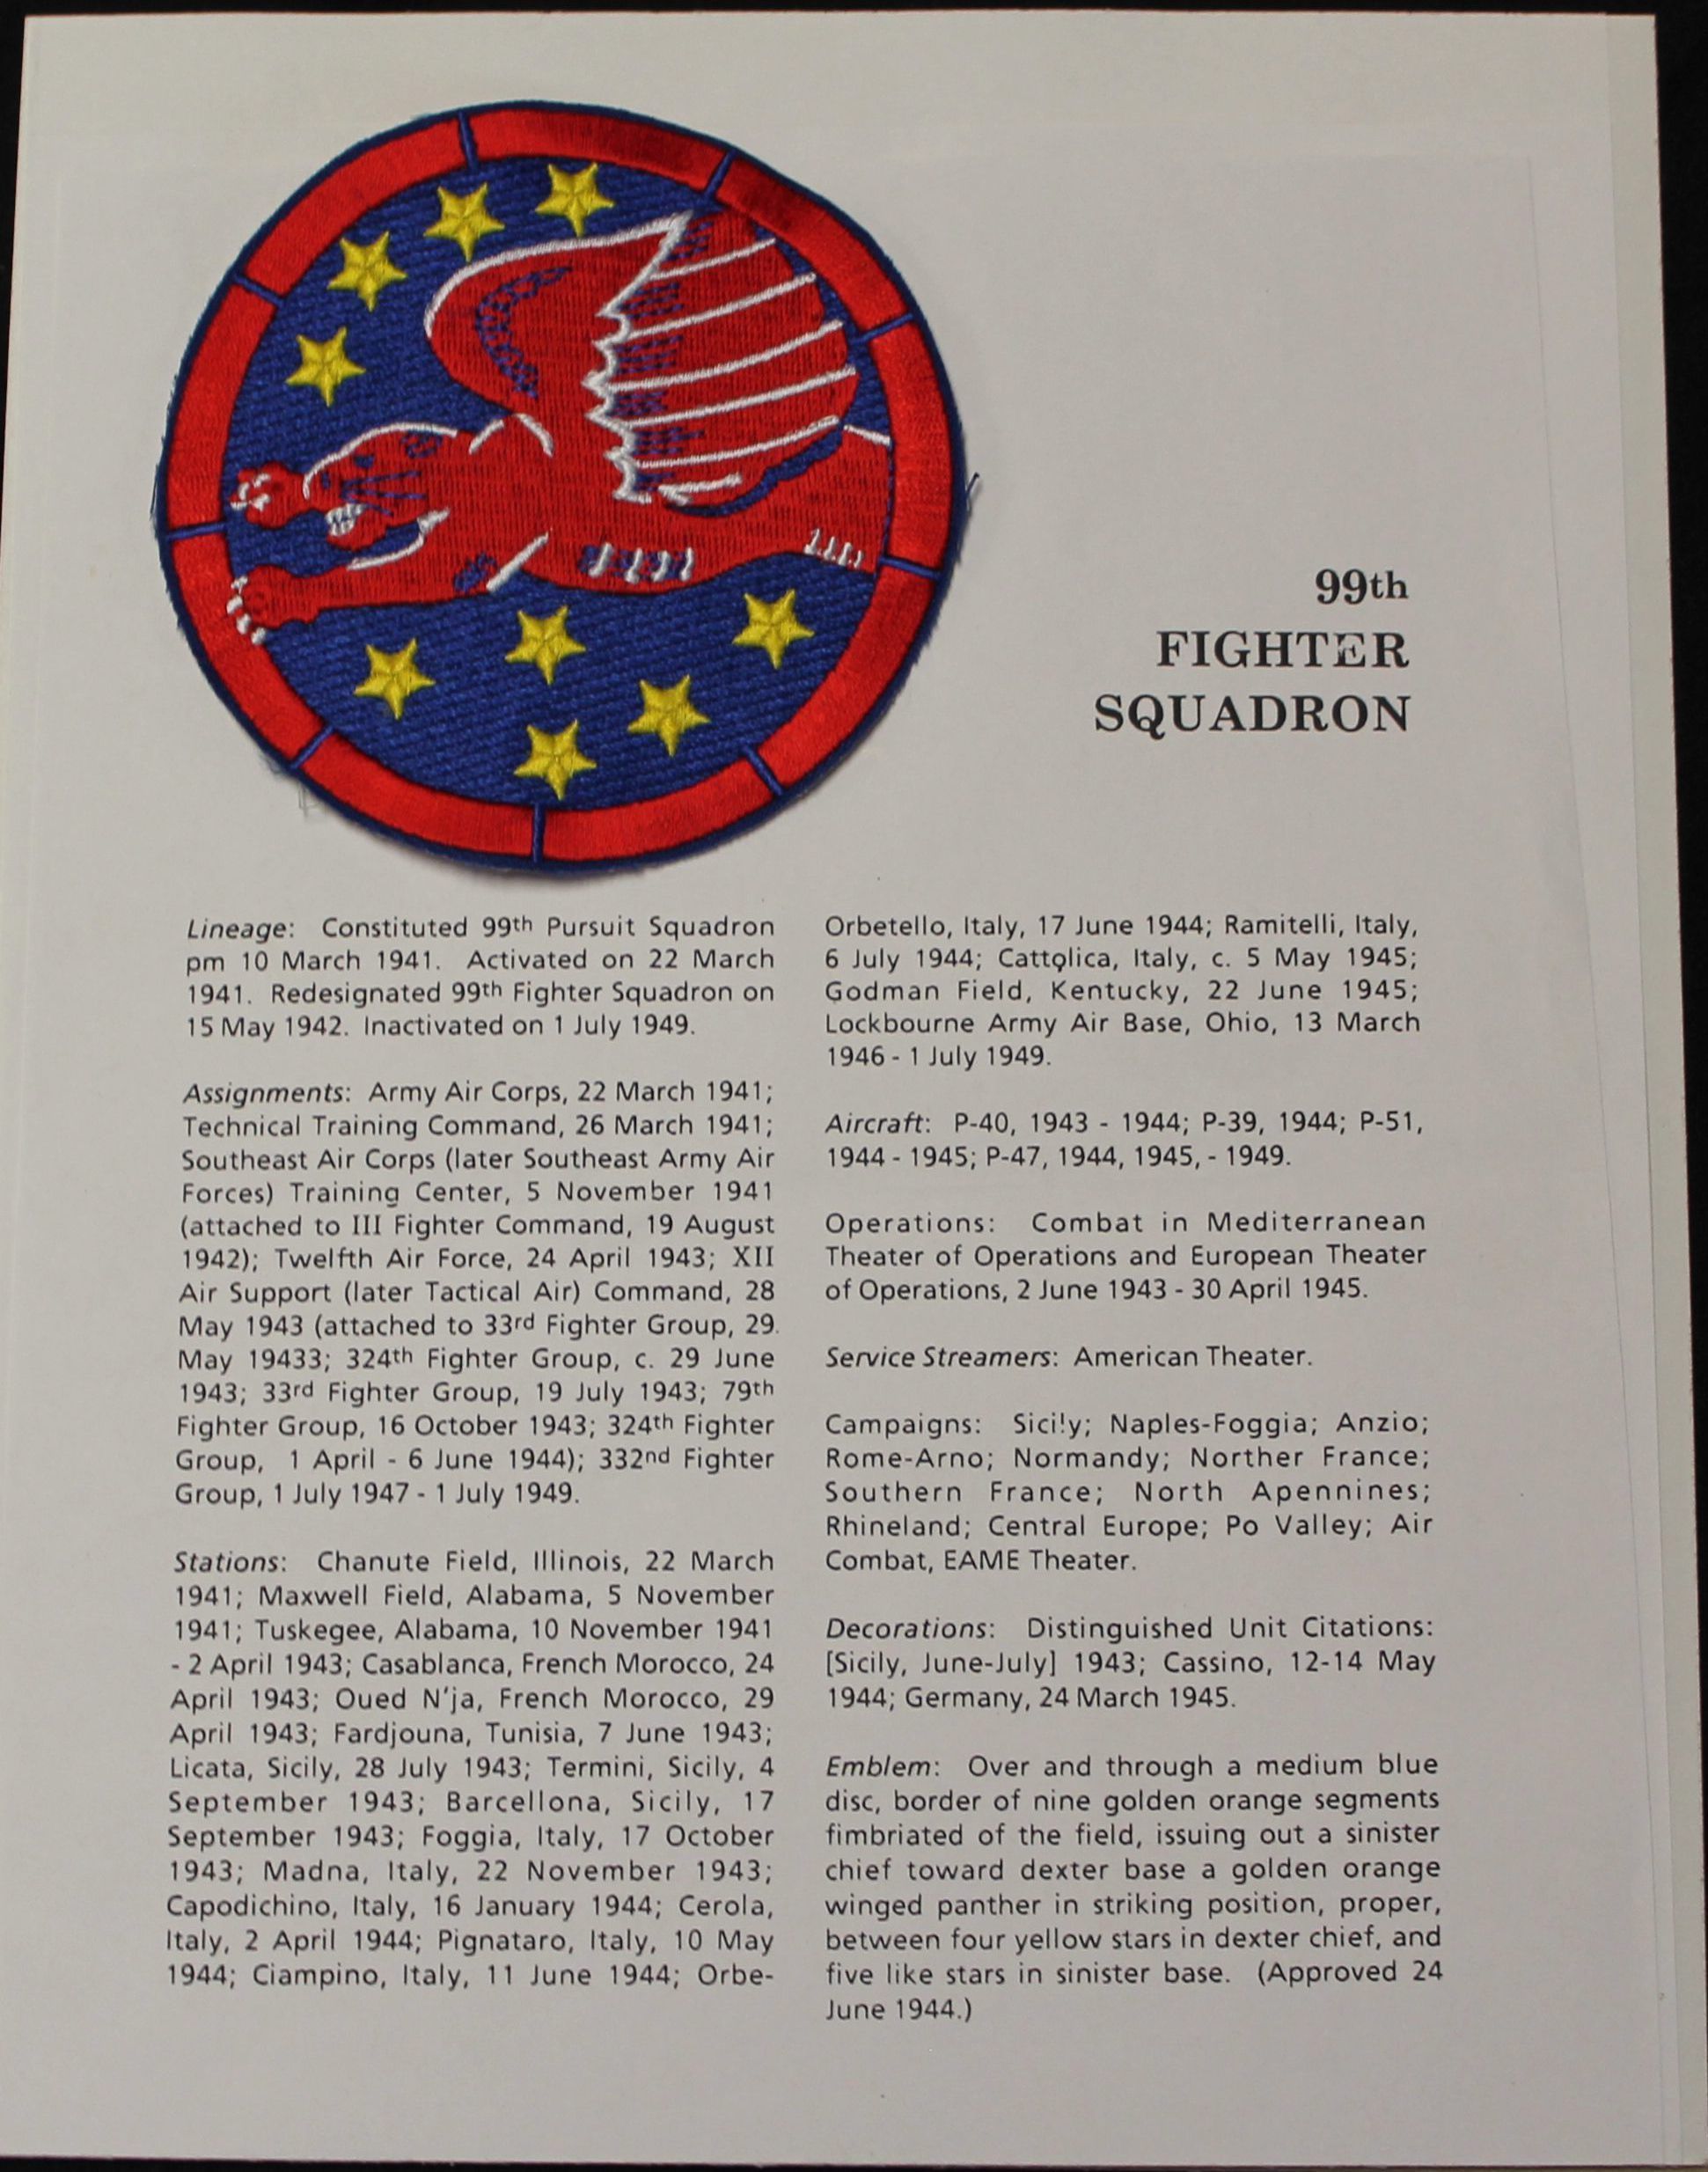 99th
FIGHTER
SQUADRON
Lineage: Constituted 99th Pursuit Squadron
pm 10 March 1941. Activated on 22 March
1941. Redesignated 99th Fighter Squadron on
15 May 1942. Inactivated on 1 July 1949.
Assignments: Army Air Corps, 22 March 1941;
Technical Training Command, 26 March 1941;
Southeast Air Corps (later Southeast Army Air
Forces) Training Center, 5 November 1941
(attached to III Fighter Command, 19 August
1942); Twelfth Air Force, 24 April 1943; XII
Air Support (later Tactical Air) Command, 28
May 1943 (attached to 33rd Fighter Group, 29
May 19433; 324th Fighter Group, c. 29 June
1943; 33rd Fighter Group, 19 July 1943; 79th
Fighter Group, 16 October 1943; 324th Fighter
Group, 1 April - 6 June 1944); 332nd Fighter
Group, 1 July 1947 - 1 July 1949.
Stations: Chanute Field, Illinois, 22 March
1941; Maxwell Field, Alabama, 5 November
1941; Tuskegee, Alabama, 10 November 1941
- 2 April 1943; Casablanca, French Morocco, 24
April 1943; Oued N'ja, French Morocco, 29
April 1943; Fardjouna, Tunisia, 7 June 1943;
Licata, Sicily, 28 July 1943; Termini, Sicily, 4
September 1943; Barcellona, Sicily, 17
September 1943; Foggia, Italy, 17 October
1943; Madna, Italy, 22 November 1943;
Capodichino, Italy, 16 January 1944; Cerola,
Italy, 2 April 1944; Pignataro, Italy, 10 May
1944; Ciampino, Italy, 11 June 1944; Orbe-
Orbetello, Italy, 17 June 1944; Ramitelli, Italy,
6 July 1944; Cattolica, Italy, c. 5 May 1945;
Godman Field, Kentucky, 22 June 1945;
Lockbourne Army Air Base, Ohio, 13 March
1946 - 1 July 1949.
Aircraft: P-40, 1943 - 1944; P-39, 1944; P-51,
1944 - 1945; P-47, 1944, 1945, - 1949.
Operations: Combat in Mediterranean
Theater of Operations and European Theater
of Operations, 2 June 1943 - 30 April 1945.
Service Streamers: American Theater.
Campaigns: Sicily; Naples-Foggia; Anzio;
Rome-Arno; Normandy; Norther France;
Southern France; North Apennines;
Rhineland; Central Europe; Po Valley; Air
Combat, EAME Theater.
Decorations: Distinguished Unit Citations:
[Sicily, June-July] 1943; Cassino, 12-14 May
1944; Germany, 24 March 1945.
Emblem: Over and through a medium blue
disc, border of nine golden orange segments
fimbriated of the field, issuing out a sinister
chief toward dexter base a golden orange
winged panther in striking position, proper,
between four yellow stars in dexter chief, and
five like stars in sinister base. (Approved 24
June 1944.)